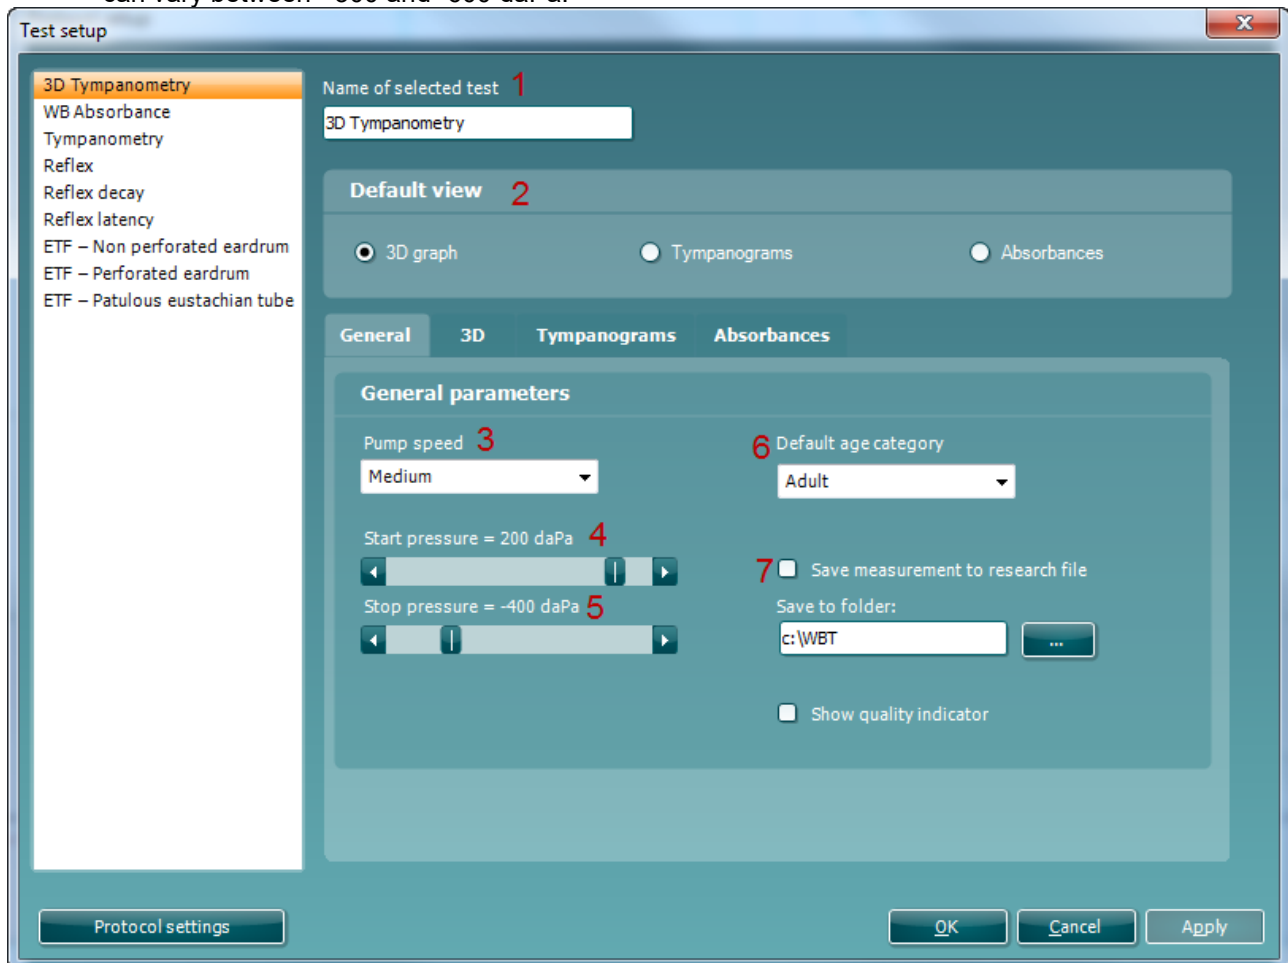 Test setup
3D Tympanometry
WB Absorbance
Tympanometry
Reflex
Reflex decay
Reflex latency
ETF – Non perforated eardrum
ETF – Perforated eardrum
ETF – Patulous eustachian tube
Name of selected test 1
3D Tympanometry
Default view 2
3D graph Tympanograms Absorbances
General 3D Tympanograms Absorbances
General parameters
Pump speed 3
Medium
Start pressure = 200 daPa 4
Stop pressure = -400 daPa 5
6 Default age category
Adult
7 Save measurement to research file
Save to folder:
c:\WBT ...
Show quality indicator
Protocol settings OK Cancel Apply